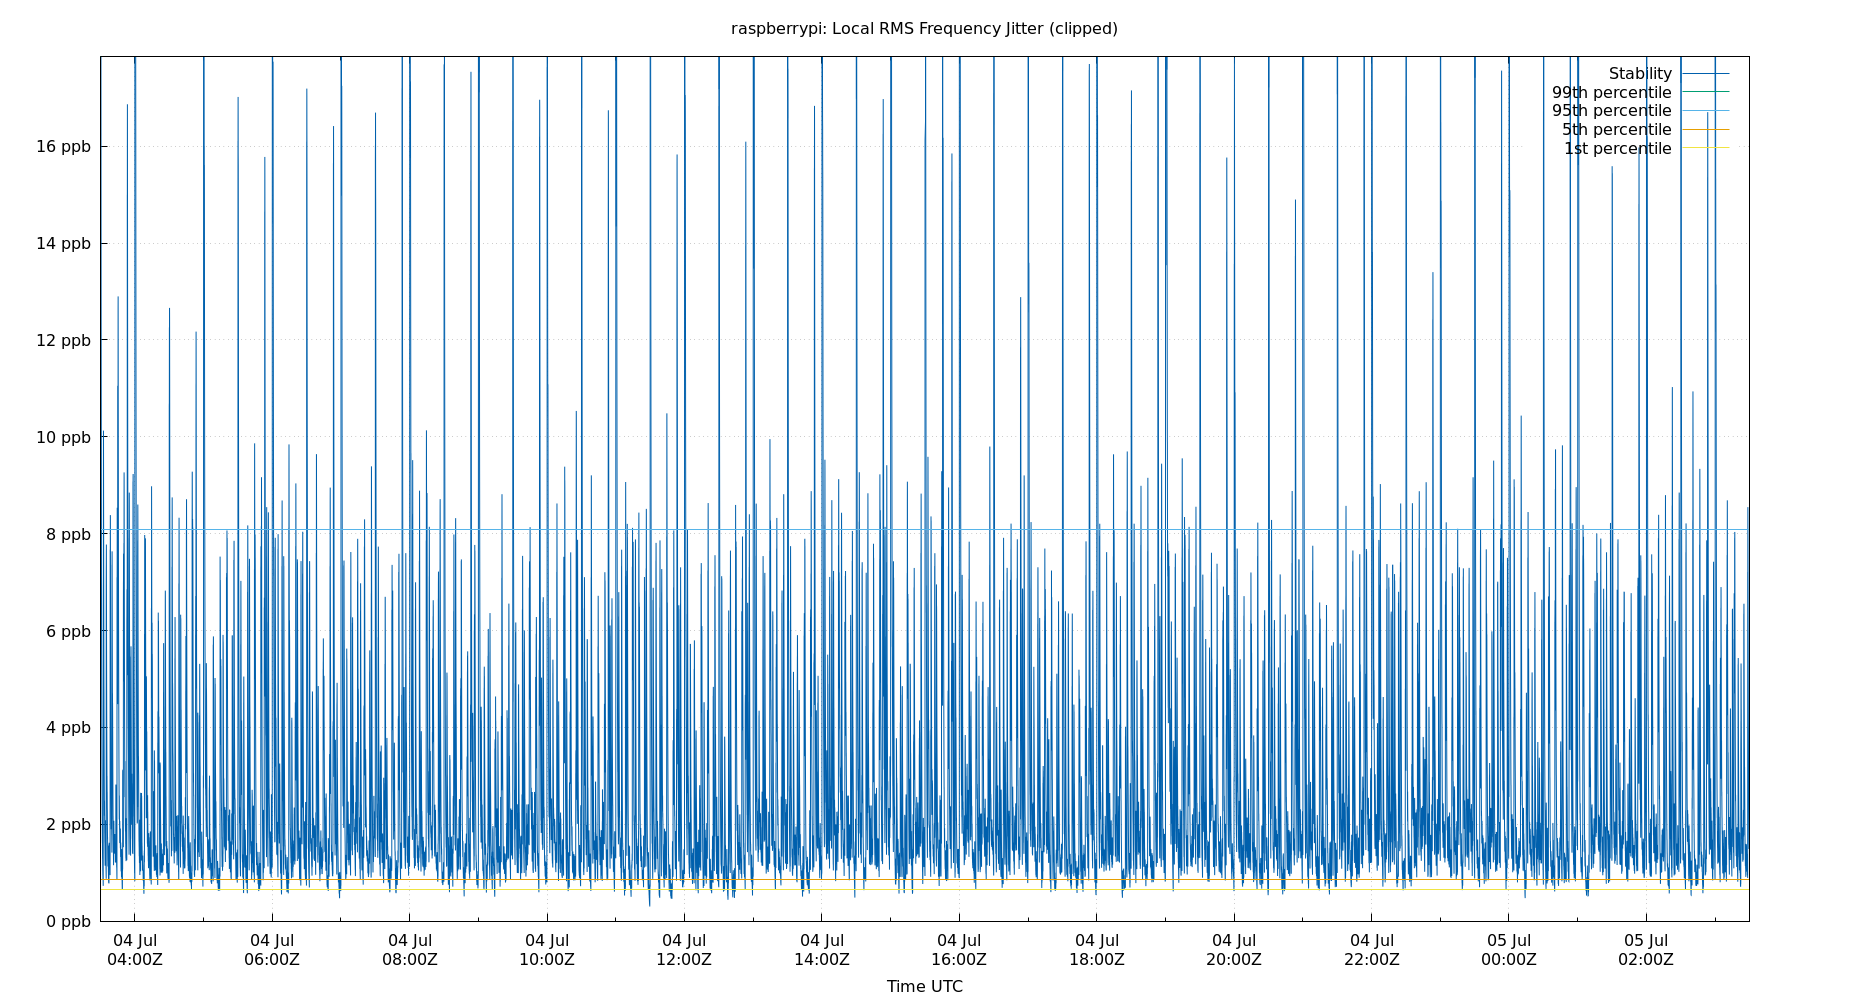 raspberrypi: Local RMS Frequency Jitter (clipped)
Stability
99th percentile
95th percentile
5th percentile
1st percentile
16 ppb
14 ppb
12 ppb
10 ppb
8 ppb
6 ppb
4 ppb
2 ppb
0 ppb
04 Jul 04 Jul 04 Jul 04 Jul 04 Jul 04 Jul 04 Jul 04 Jul 04 Jul 04 Jul 05 Jul 05 Jul
04:00Z 06:00Z 08:00Z 10:00Z 12:00Z 14:00Z 16:00Z 18:00Z 20:00Z 22:00Z 00:00Z 02:00Z
Time UTC